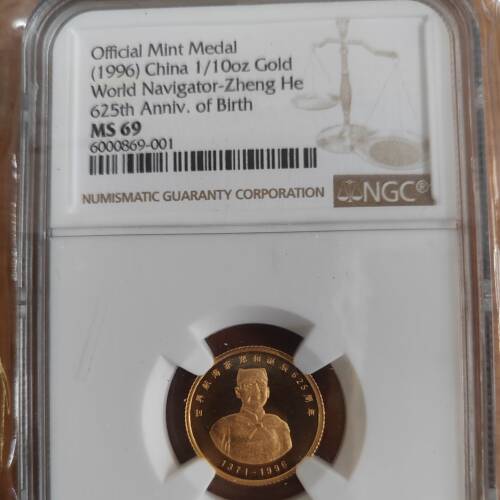 Official Mint Medal
(1996) China 1/10oz Gold
World Navigator-Zheng He
625th Anniv. of Birth
MS 69
6000869-001
NUMISMATIC GUARANTY CORPORATION
NGC®
世界航海家郑和诞辰625周年
1371-1996